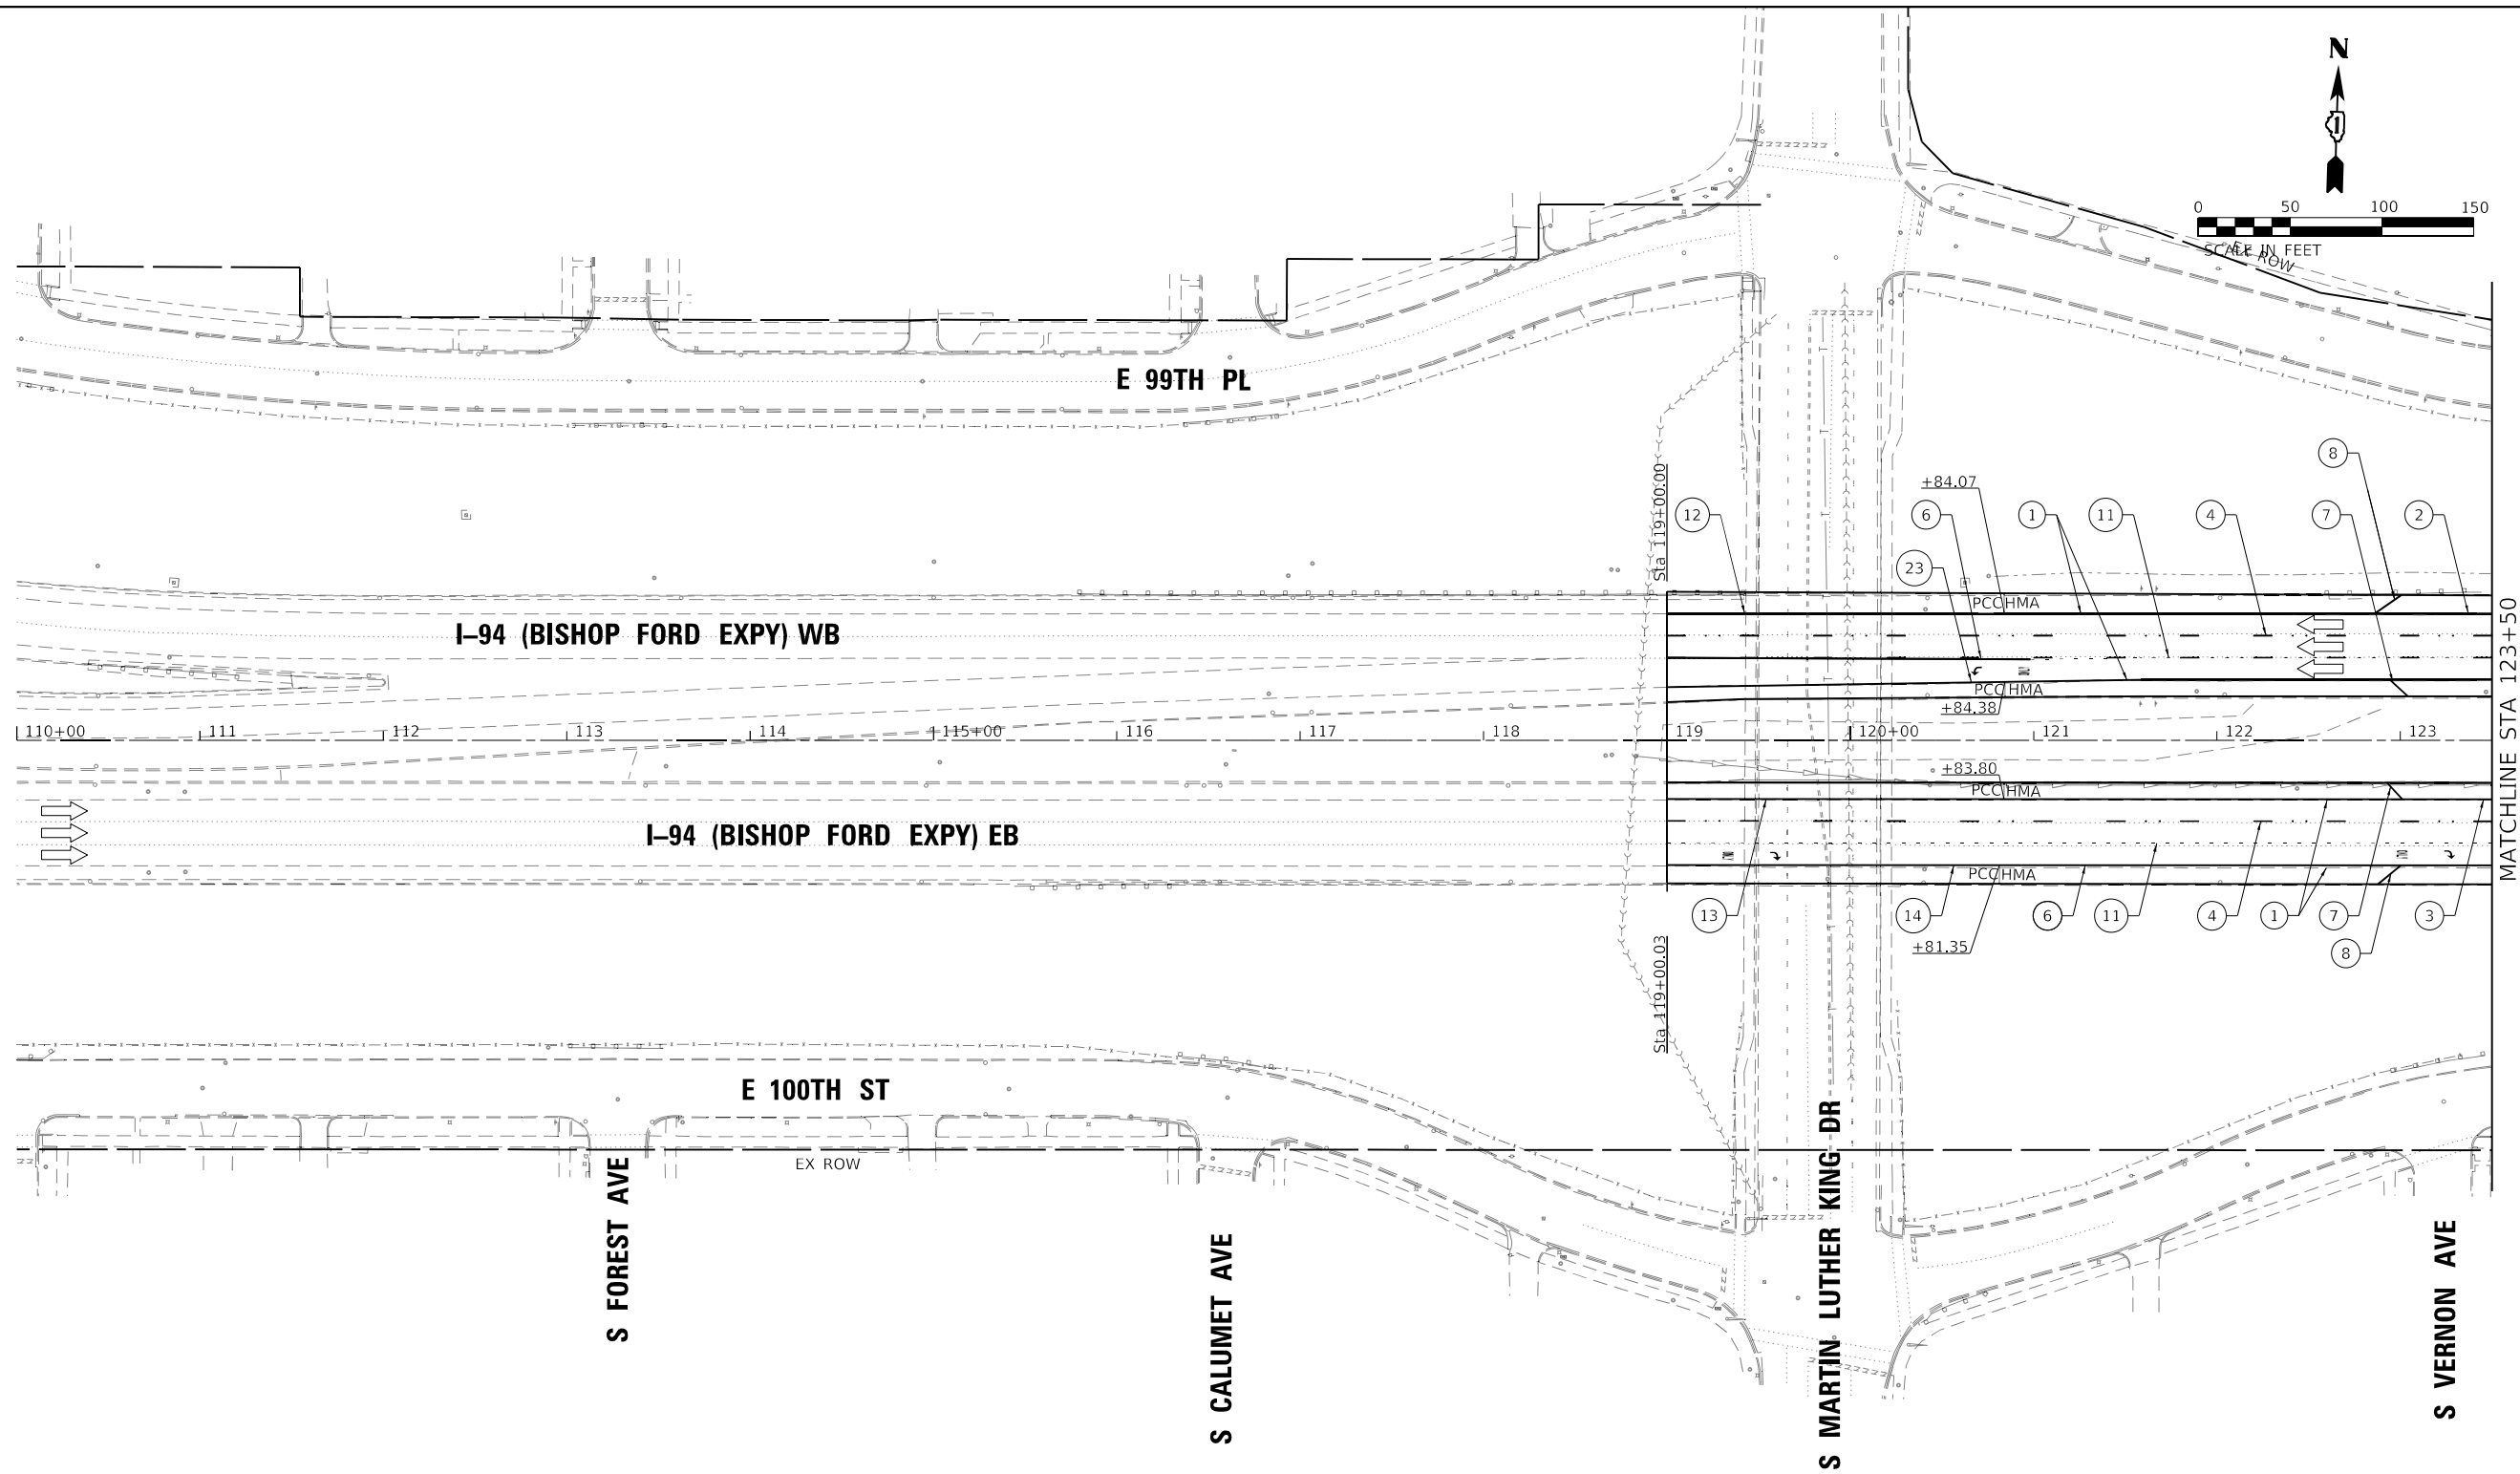 N
1
0 50 100 150
SCALE IN FEET
EX ROW
E 99TH PL
8
+84.07
Sta 119+00.00
12
6
1
11
4
7
2
23
PCC HMA
I-94 (BISHOP FORD EXPY) WB
PCC HMA
+84.38
MATCHLINE STA 123+50
110+00 111 112 113 114 115+00 116 117 118 119 120+00 121 122 123
+83.80
PCC HMA
I-94 (BISHOP FORD EXPY) EB
PCC HMA
13
14
6
11
4
1
7
3
+81.35
8
Sta 119+00.03
E 100TH ST
EX ROW
S FOREST AVE
S CALUMET AVE
S MARTIN LUTHER KING DR
S VERNON AVE